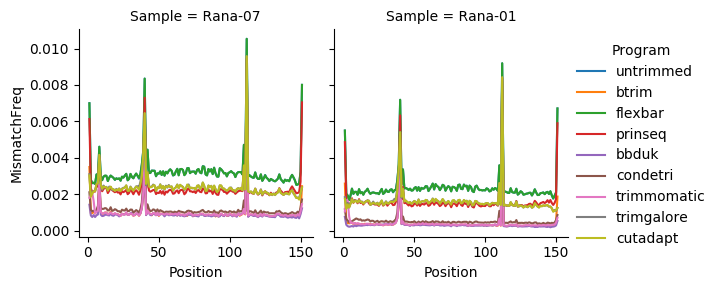 Sample = Rana-07
Sample = Rana-01
MismatchFreq
0.010
0.008
0.006
0.004
0.002
0.000
0 50 100 150
0 50 100 150
Position
Position
Program
untrimmed
btrim
flexbar
prinseq
bbduk
condetri
trimmomatic
trimgalore
cutadapt